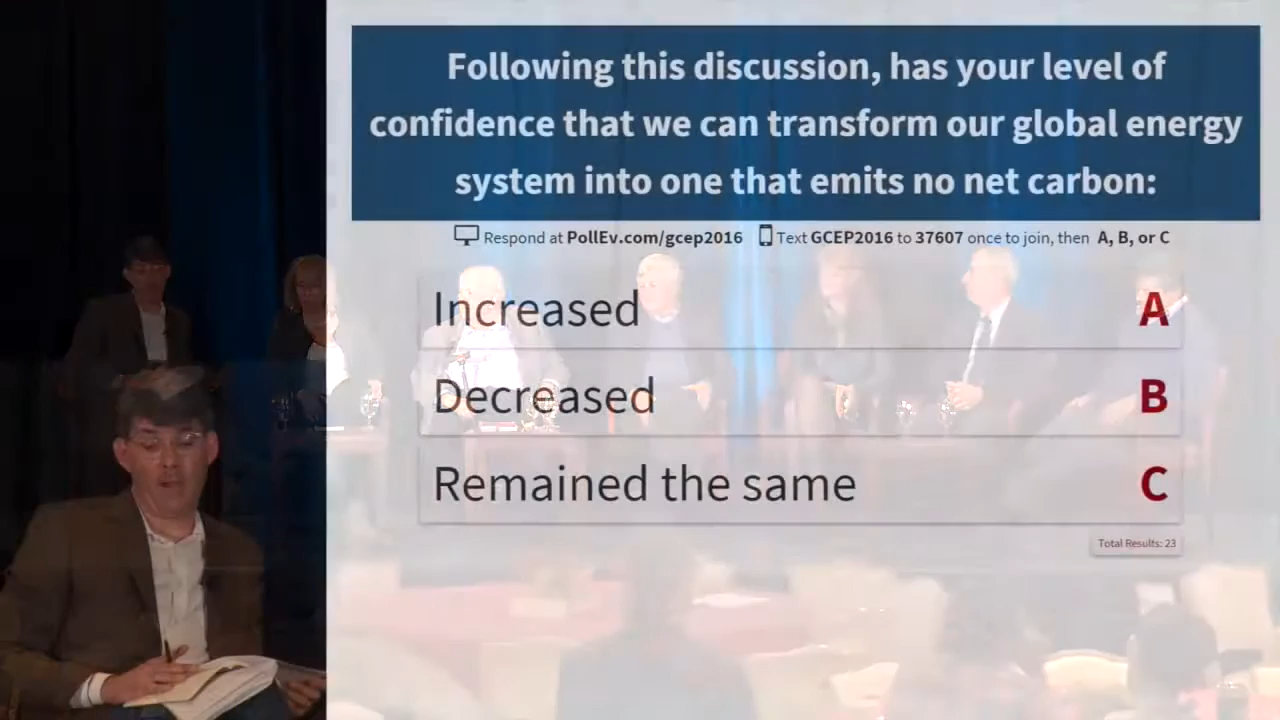 Following this discussion, has your level of
confidence that we can transform our global energy
system into one that emits no net carbon:
Respond at PollEv.com/gcep2016 Text GCEP2016 to 37607 once to join, then A, B, or C
Increased A
Decreased B
Remained the same C
Total Results: 23